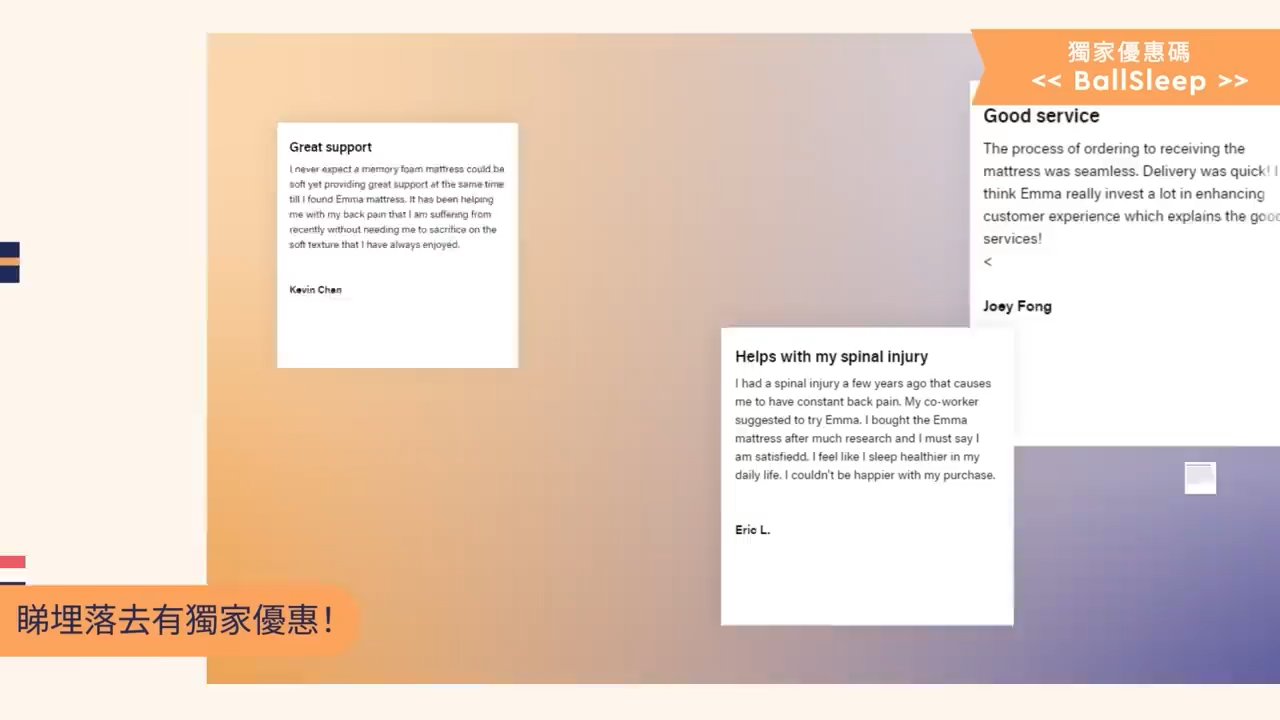 獨家優惠碼
<< BallSleep >>
Great support
I never expect a memory foam mattress could be
soft yet providing great support at the same time
till I found Emma mattress. It has been helping
me with my back pain that I am suffering from
recently without needing me to sacrifice on the
soft texture that I have always enjoyed.
Kevin Chan
Good service
The process of ordering to receiving the
mattress was seamless. Delivery was quick! I
think Emma really invest a lot in enhancing
customer experience which explains the good
services!
<
Joey Fong
Helps with my spinal injury
I had a spinal injury a few years ago that causes
me to have constant back pain. My co-worker
suggested to try Emma. I bought the Emma
mattress after much research and I must say I
am satisfiedd. I feel like I sleep healthier in my
daily life. I couldn't be happier with my purchase.
Eric L.
睇埋落去有獨家優惠!